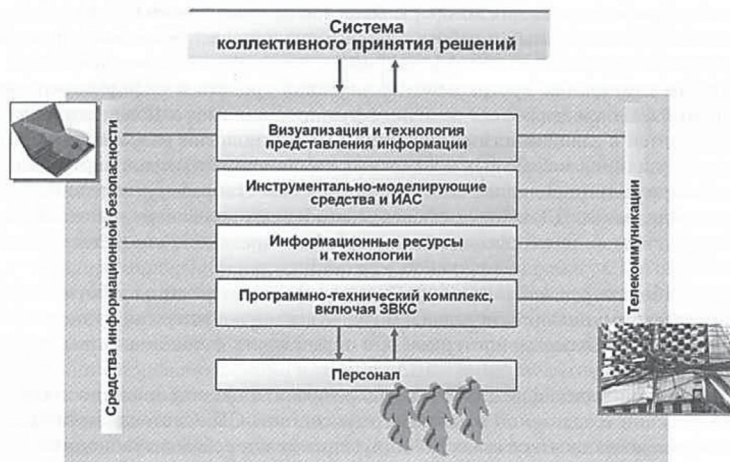 Система
коллективного принятия решений
Средства информационной безопасности
Визуализация и технология
представления информации
Инструментально-моделирующие
средства и ИАС
Информационные ресурсы
и технологии
Программно-технический комплекс,
включая ЗВКС
Персонал
Телекоммуникации